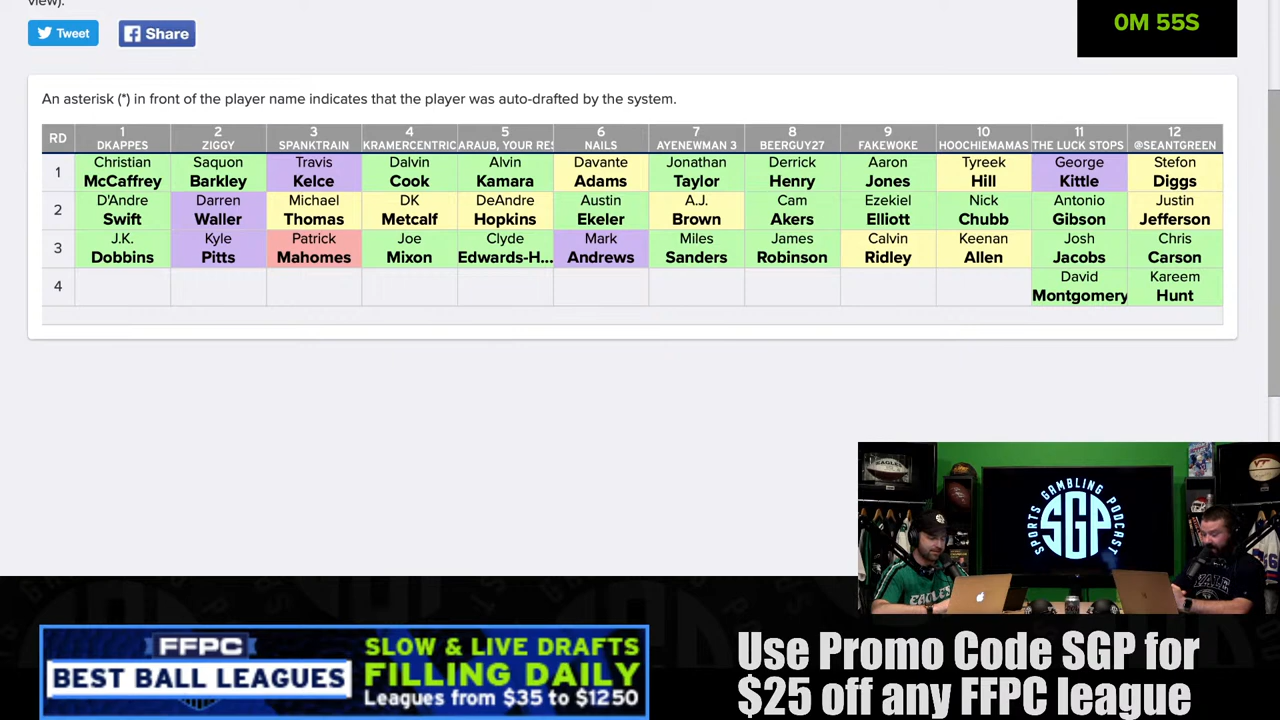 view).
Tweet
Share
0M 55S
An asterisk (*) in front of the player name indicates that the player was auto-drafted by the system.
RD 1 2 3 4 5 6 7 8 9 10 11 12
DKAPPES ZIGGY SPANKTRAIN KRAMERCENTRIC ARAUB, YOUR RES NAILS AYENEWMAN 3 BEERGUY27 FAKEWOKE HOOCHIEMAMAS THE LUCK STOPS @SEANTGREEN
1 Christian McCaffrey Saquon Barkley Travis Kelce Dalvin Cook Alvin Kamara Davante Adams Jonathan Taylor Derrick Henry Aaron Jones Tyreek Hill George Kittle Stefon Diggs
2 D'Andre Swift Darren Waller Michael Thomas DK Metcalf DeAndre Hopkins Austin Ekeler A.J. Brown Cam Akers Ezekiel Elliott Nick Chubb Antonio Gibson Justin Jefferson
3 J.K. Dobbins Kyle Pitts Patrick Mahomes Joe Mixon Clyde Edwards-H... Mark Andrews Miles Sanders James Robinson Calvin Ridley Keenan Allen Josh Jacobs Chris Carson
4 David Montgomery Kareem Hunt
EAGLES
SPORTS GAMBLING PODCAST
SGP
EAGLES
FFPC
BEST BALL LEAGUES
SLOW & LIVE DRAFTS
FILLING DAILY
Leagues from $35 to $1250
Use Promo Code SGP for
$25 off any FFPC league